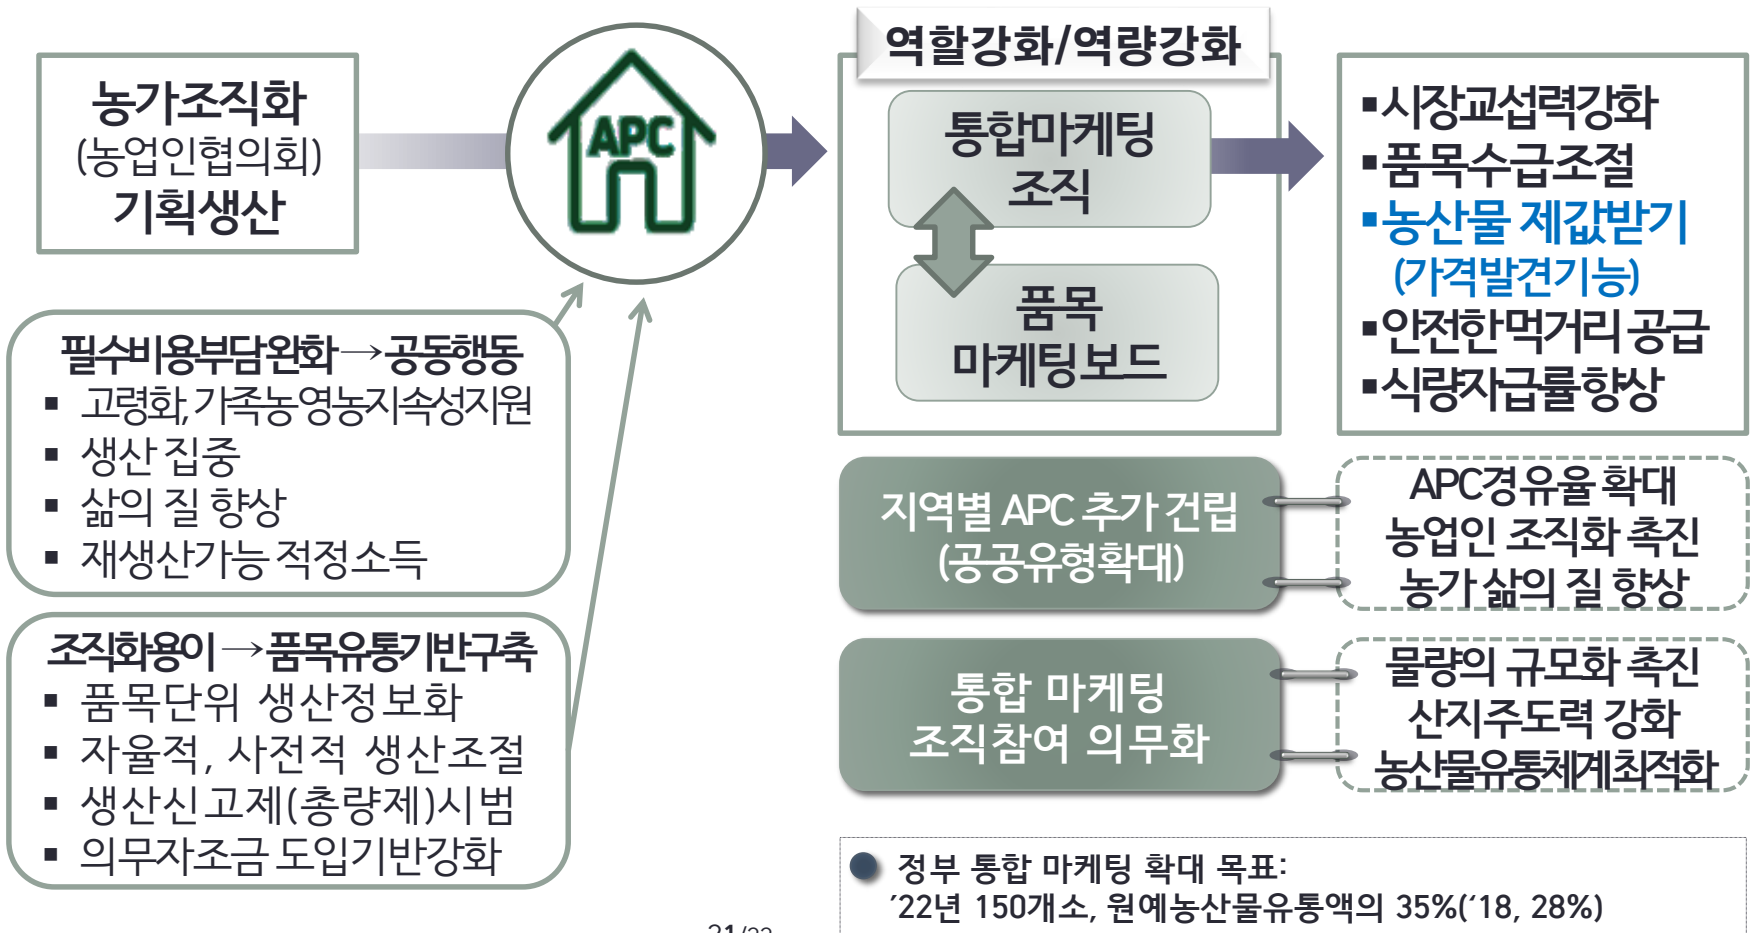 농가조직화
(농업인협의회)
기획생산
APC
역할강화/역량강화
통합마케팅
조직
품목
마케팅보드
▪시장교섭력강화
▪품목수급조절
▪농산물 제값받기
(가격발견기능)
▪안전한먹거리 공급
▪식량자급률향상
필수비용부담완화→공동행동
▪ 고령화,가족농영농지속성지원
▪ 생산 집중
▪ 삶의 질 향상
▪ 재생산가능 적정소득
조직화용이→품목유통기반구축
▪ 품목단위 생산정보화
▪ 자율적, 사전적 생산조절
▪ 생산신고제(총량제)시범
▪ 의무자조금 도입기반강화
지역별 APC 추가 건립
(공공유형확대)
APC경유율 확대
농업인 조직화 촉진
농가 삶의 질 향상
통합 마케팅
조직참여 의무화
물량의 규모화 촉진
산지주도력 강화
농산물유통체계최적화
정부 통합 마케팅 확대 목표:
’22년 150개소, 원예농산물유통액의 35%(‘18, 28%)